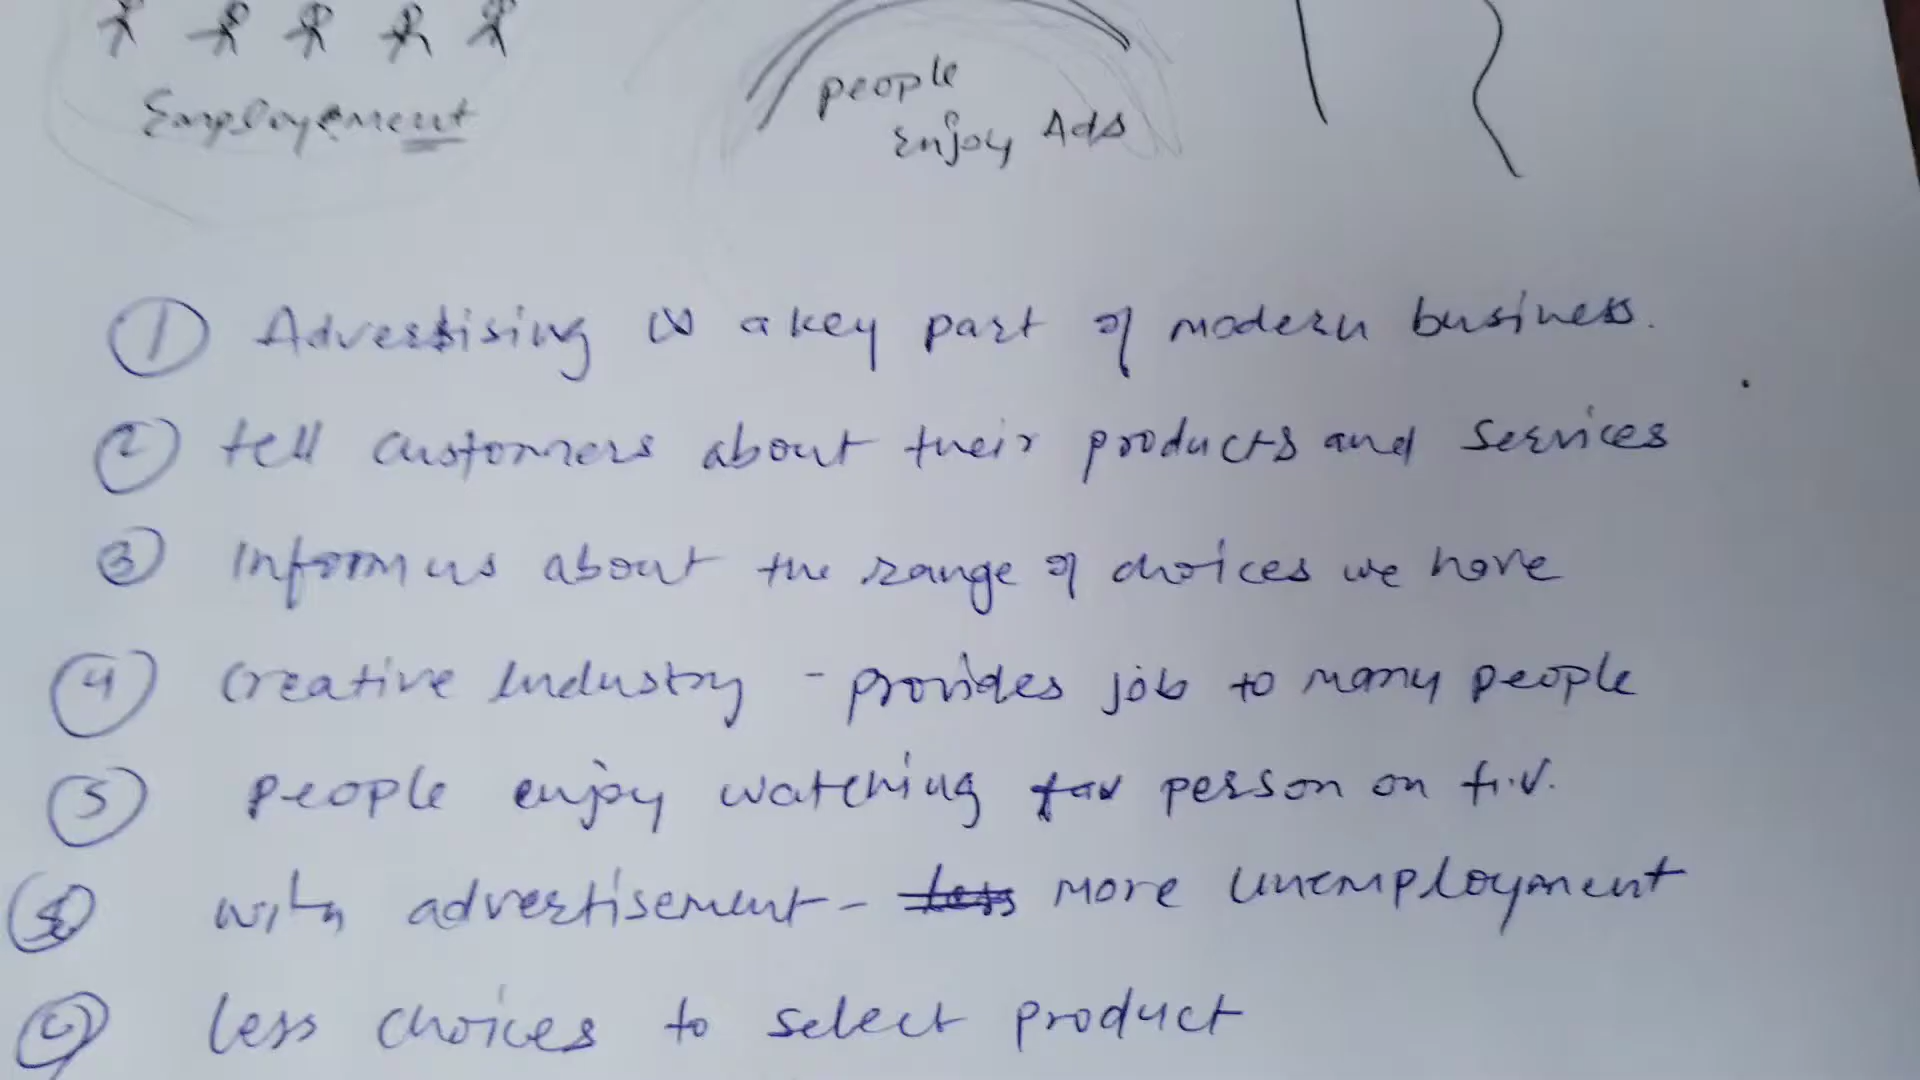 Employement
people
Enjoy Ads
① Advertising is a key part of modern business.
② tell customers about their products and services
③ Inform us about the range of choices we have
④ Creative Industry - provides job to many people
⑤ People enjoy watching person on t.v.
with advertisement - less more unemployment
less choices to select product